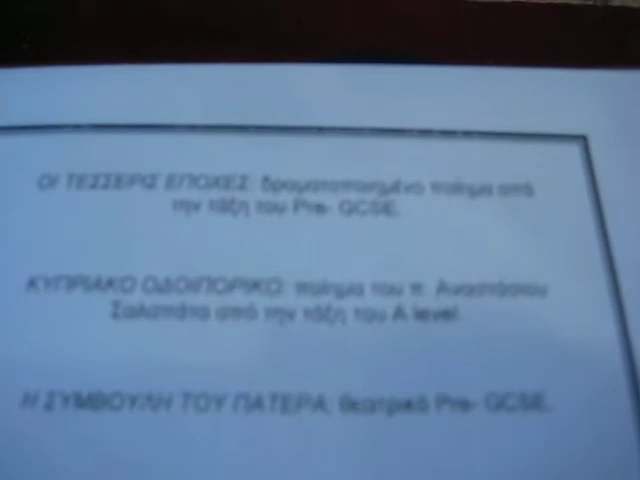 ΟΙ ΤΕΣΣΕΡΙΣ ΕΠΟΧΕΣ: δραματοποιημένο ποίημα από
την τάξη του Pre- GCSE.
ΚΥΠΡΙΑΚΟ ΟΔΟΙΠΟΡΙΚΟ: ποίημα του π. Αναστάσιου
από την τάξη του A level.
Η ΣΥΜΒΟΥΛΗ ΤΟΥ ΠΑΤΕΡΑ: θεατρικό Pre- GCSE.